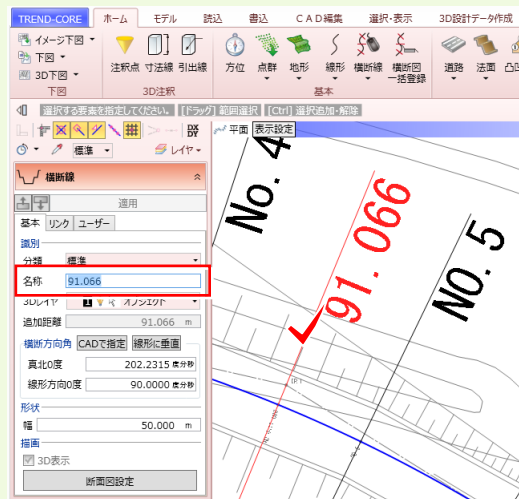 TREND-CORE ホーム モデル 読込 書込 CAD編集 選択・表示 3D設計データ作成
イメージ下図
下図
3D下図
注釈点 寸法線 引出線
方位 点群 地形 線形 横断線 横断図一括登録
道路 法面
下図 3D注釈 基本
選択する要素を指定してください。 [ドラッグ] 範囲選択 [Ctrl] 選択追加・解除
平面 表示設定
標準 レイヤ
横断線
適用
基本 リンク ユーザー
識別
分類 標準
名称 91.066
3Dレイヤ 1 オブジェクト
追加距離 91.066 m
横断方向角 CADで指定 線形に垂直
真北0度 202.2315 度分秒
線形方向0度 90.0000 度分秒
形状
幅 50.000 m
描画
3D表示
断面図設定
No. 4
91. 066
NO. 5